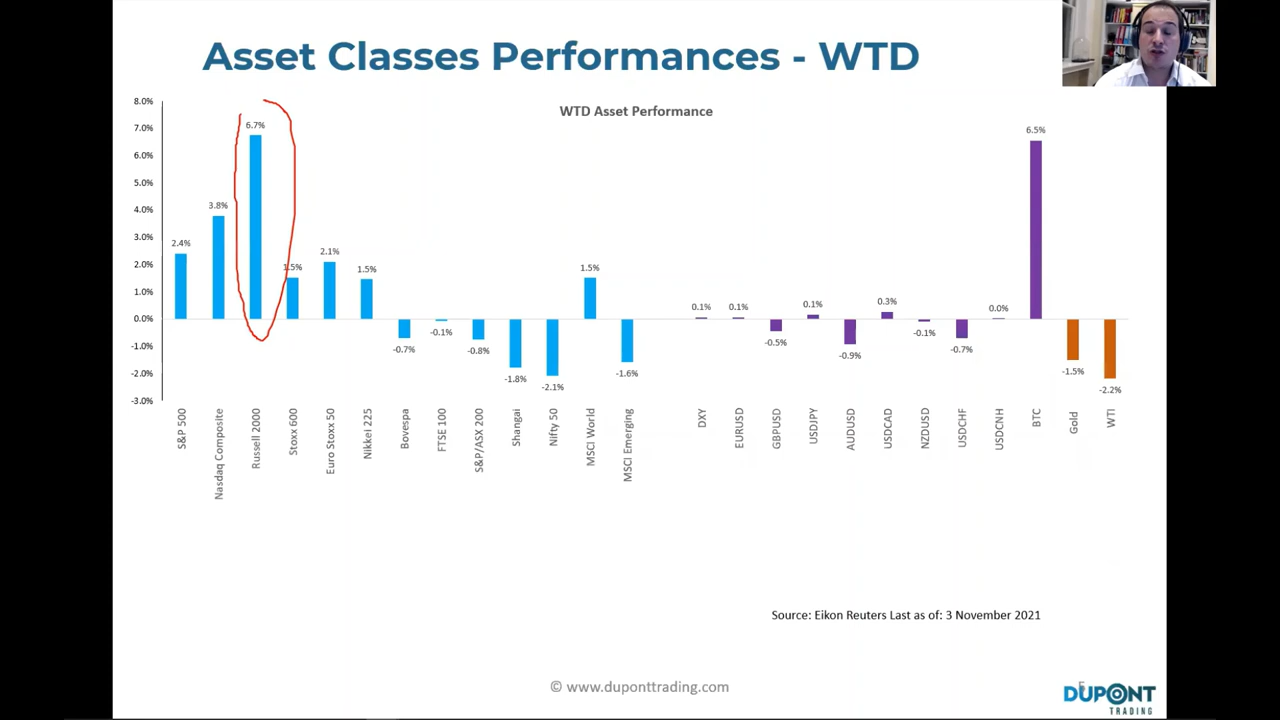 Asset Classes Performances - WTD
WTD Asset Performance
8.0%
7.0%
6.0%
5.0%
4.0%
3.0%
2.0%
1.0%
0.0%
-1.0%
-2.0%
-3.0%
2.4%
3.8%
6.7%
1.5%
2.1%
1.5%
-0.7%
-0.1%
-0.8%
-1.8%
-2.1%
1.5%
-1.6%
0.1%
0.1%
-0.5%
0.1%
-0.9%
0.3%
-0.1%
-0.7%
0.0%
6.5%
-1.5%
-2.2%
S&P 500
Nasdaq Composite
Russell 2000
Stoxx 600
Euro Stoxx 50
Nikkei 225
Bovespa
FTSE 100
S&P/ASX 200
Shangai
Nifty 50
MSCI World
MSCI Emerging
DXY
EURUSD
GBPUSD
USDJPY
AUDUSD
USDCAD
NZDUSD
USDCHF
USDCNH
BTC
Gold
WTI
Source: Eikon Reuters Last as of: 3 November 2021
© www.duponttrading.com
DUPONT
TRADING